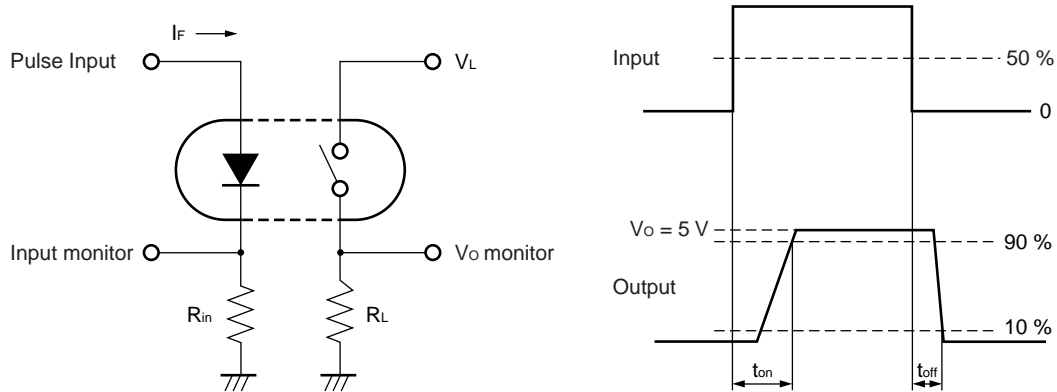 IF
Pulse Input
VL
Input monitor
VO monitor
Rin
RL
Input
50 %
0
VO = 5 V
90 %
Output
10 %
ton
toff